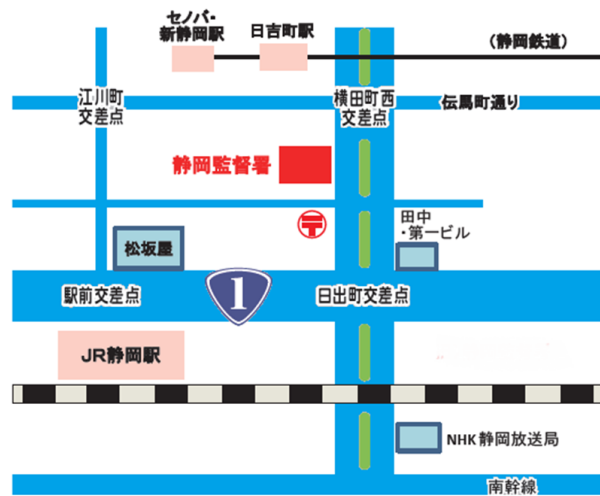 セノバ・
新静岡駅
日吉町駅
(静岡鉄道)
江川町
交差点
横田町西
交差点
伝馬町通り
静岡監督署
〒
田中
・第一ビル
松坂屋
駅前交差点
1
日出町交差点
JR静岡駅
NHK静岡放送局
南幹線